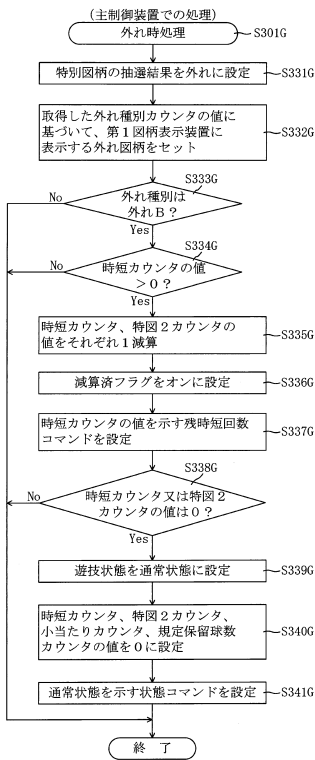 (主制御装置での処理)
外れ時処理
S301G
特別図柄の抽選結果を外れに設定
S331G
取得した外れ種別カウンタの値に
基づいて、第1図柄表示装置に
表示する外れ図柄をセット
S332G
S333G
外れ種別は
外れB?
No
Yes
S334G
時短カウンタの値
>0?
No
Yes
時短カウンタ、特図2カウンタの
値をそれぞれ1減算
S335G
減算済フラグをオンに設定
S336G
時短カウンタの値を示す残時短回数
コマンドを設定
S337G
S338G
時短カウンタ又は特図2
カウンタの値は0?
No
Yes
遊技状態を通常状態に設定
S339G
時短カウンタ、特図2カウンタ、
小当たりカウンタ、規定保留球数
カウンタの値を0に設定
S340G
通常状態を示す状態コマンドを設定
S341G
終了